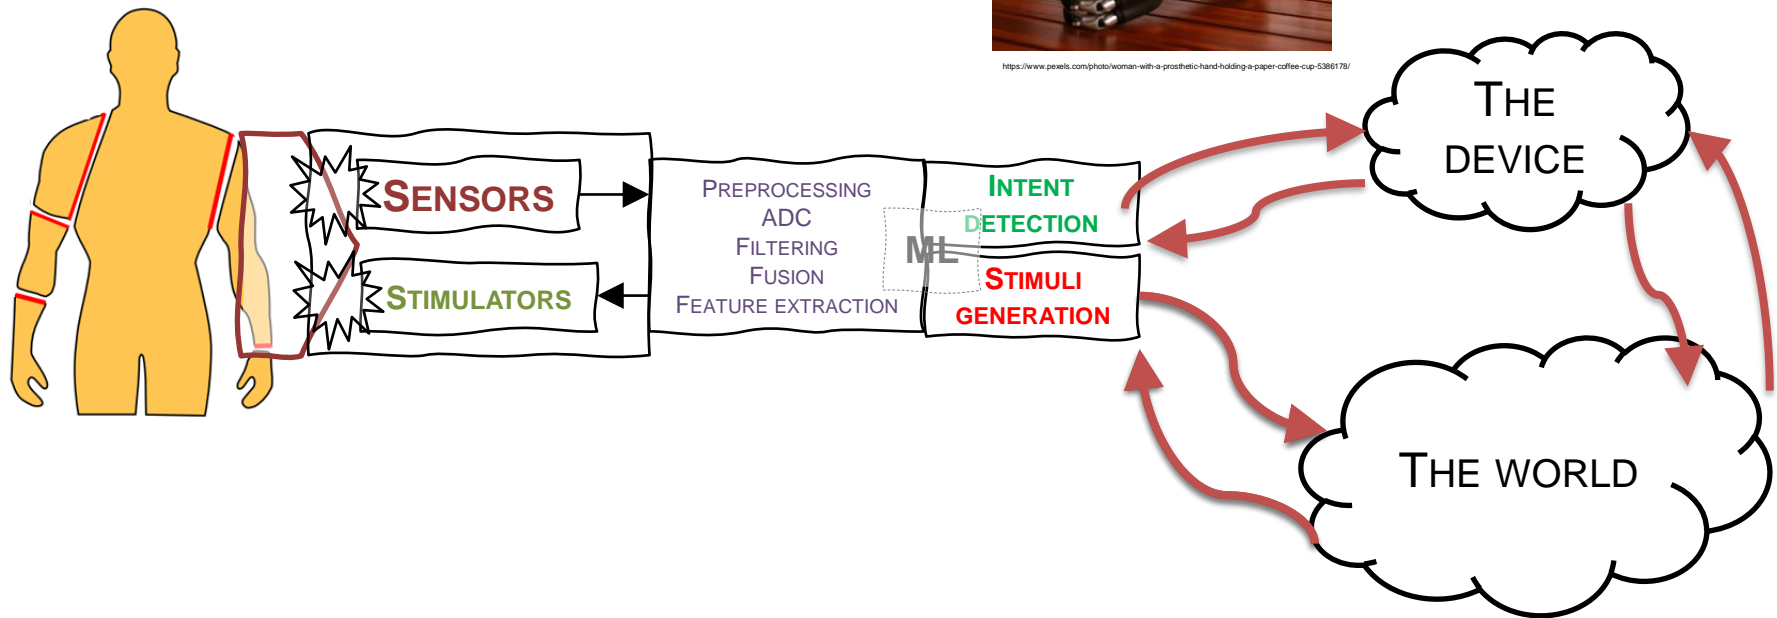 https://www.pexels.com/photo/woman-with-a-prosthetic-hand-holding-a-paper-coffee-cup-5386178/
THE
DEVICE
SENSORS
STIMULATORS
PREPROCESSING
ADC
FILTERING
FUSION
FEATURE EXTRACTION
ML
INTENT
DETECTION
STIMULI
GENERATION
THE WORLD